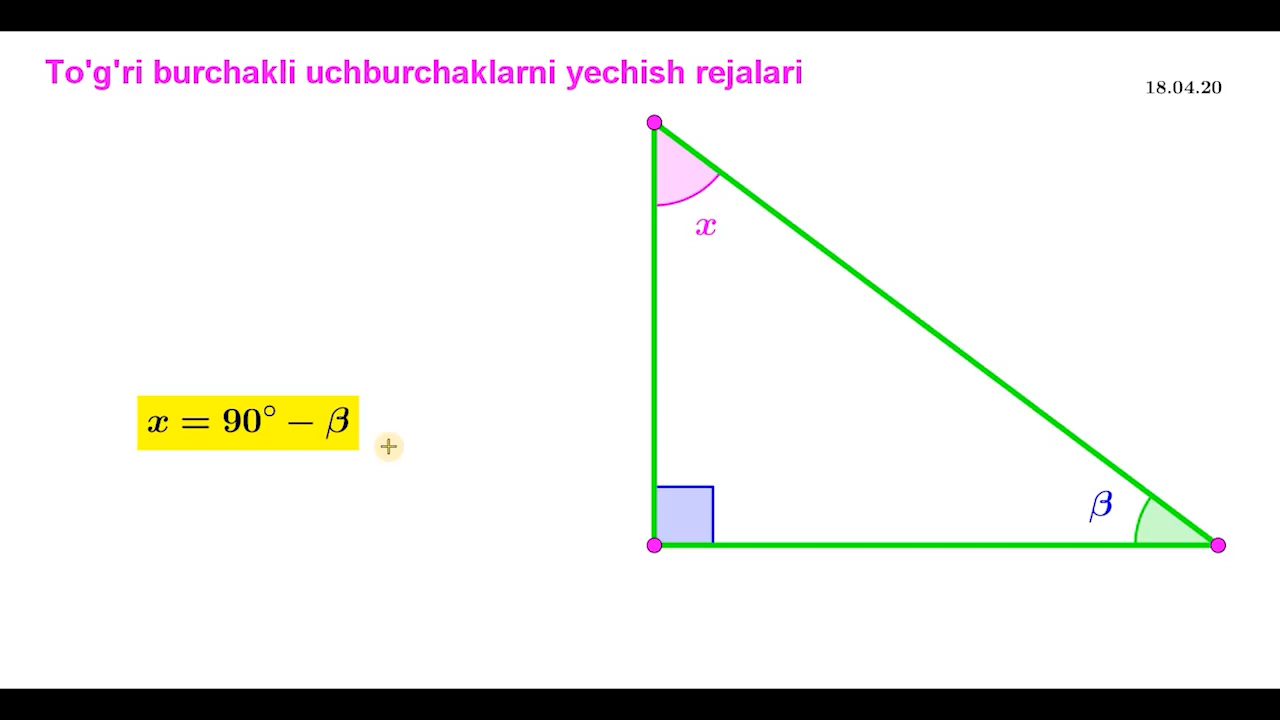 To'g'ri burchakli uchburchaklarni yechish rejalari
18.04.20
x
x = 90° − β
β